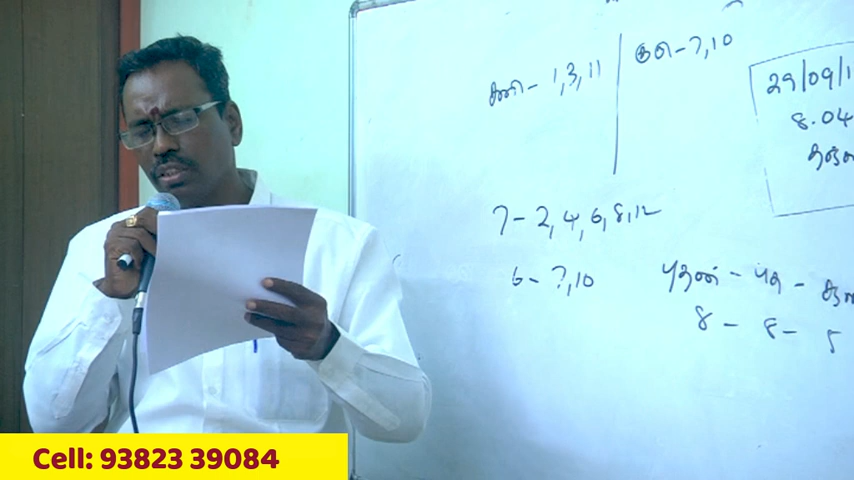 சனி - 1,3,11
குரு - 7,10
29/09/1
8.04
7 - 2,4,6,8,12
6 - 7,10
புதன் - புத -
8 - 8 - 5
Cell: 93823 39084